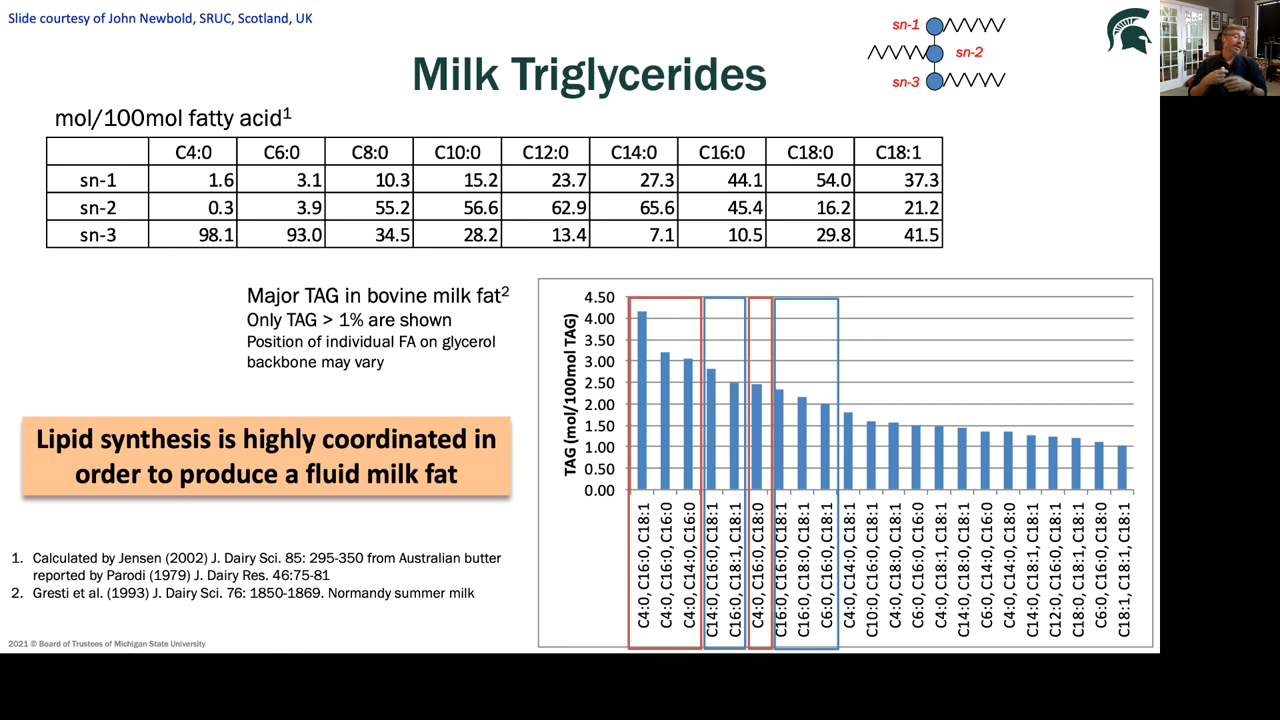 Slide courtesy of John Newbold, SRUC, Scotland, UK
sn-1
sn-2
sn-3
Milk Triglycerides
mol/100mol fatty acid1
C4:0 C6:0 C8:0 C10:0 C12:0 C14:0 C16:0 C18:0 C18:1
sn-1 1.6 3.1 10.3 15.2 23.7 27.3 44.1 54.0 37.3
sn-2 0.3 3.9 55.2 56.6 62.9 65.6 45.4 16.2 21.2
sn-3 98.1 93.0 34.5 28.2 13.4 7.1 10.5 29.8 41.5
Major TAG in bovine milk fat2
Only TAG > 1% are shown
Position of individual FA on glycerol
backbone may vary
Lipid synthesis is highly coordinated in
order to produce a fluid milk fat
1. Calculated by Jensen (2002) J. Dairy Sci. 85: 295-350 from Australian butter
reported by Parodi (1979) J. Dairy Res. 46:75-81
2. Gresti et al. (1993) J. Dairy Sci. 76: 1850-1869. Normandy summer milk
2021 © Board of Trustees of Michigan State University
TAG (mol/100mol TAG)
4.50
4.00
3.50
3.00
2.50
2.00
1.50
1.00
0.50
0.00
C4:0, C16:0, C18:1
C4:0, C16:0, C16:0
C4:0, C14:0, C16:0
C14:0, C16:0, C18:1
C16:0, C18:1, C18:1
C4:0, C16:0, C18:0
C16:0, C16:0, C18:1
C16:0, C18:0, C18:1
C6:0, C16:0, C18:1
C4:0, C14:0, C18:1
C10:0, C16:0, C18:1
C4:0, C18:0, C18:1
C6:0, C16:0, C16:0
C4:0, C18:1, C18:1
C14:0, C18:0, C18:1
C6:0, C14:0, C16:0
C4:0, C14:0, C18:0
C14:0, C18:1, C18:1
C12:0, C16:0, C18:1
C18:0, C18:1, C18:1
C6:0, C16:0, C18:0
C18:1, C18:1, C18:1